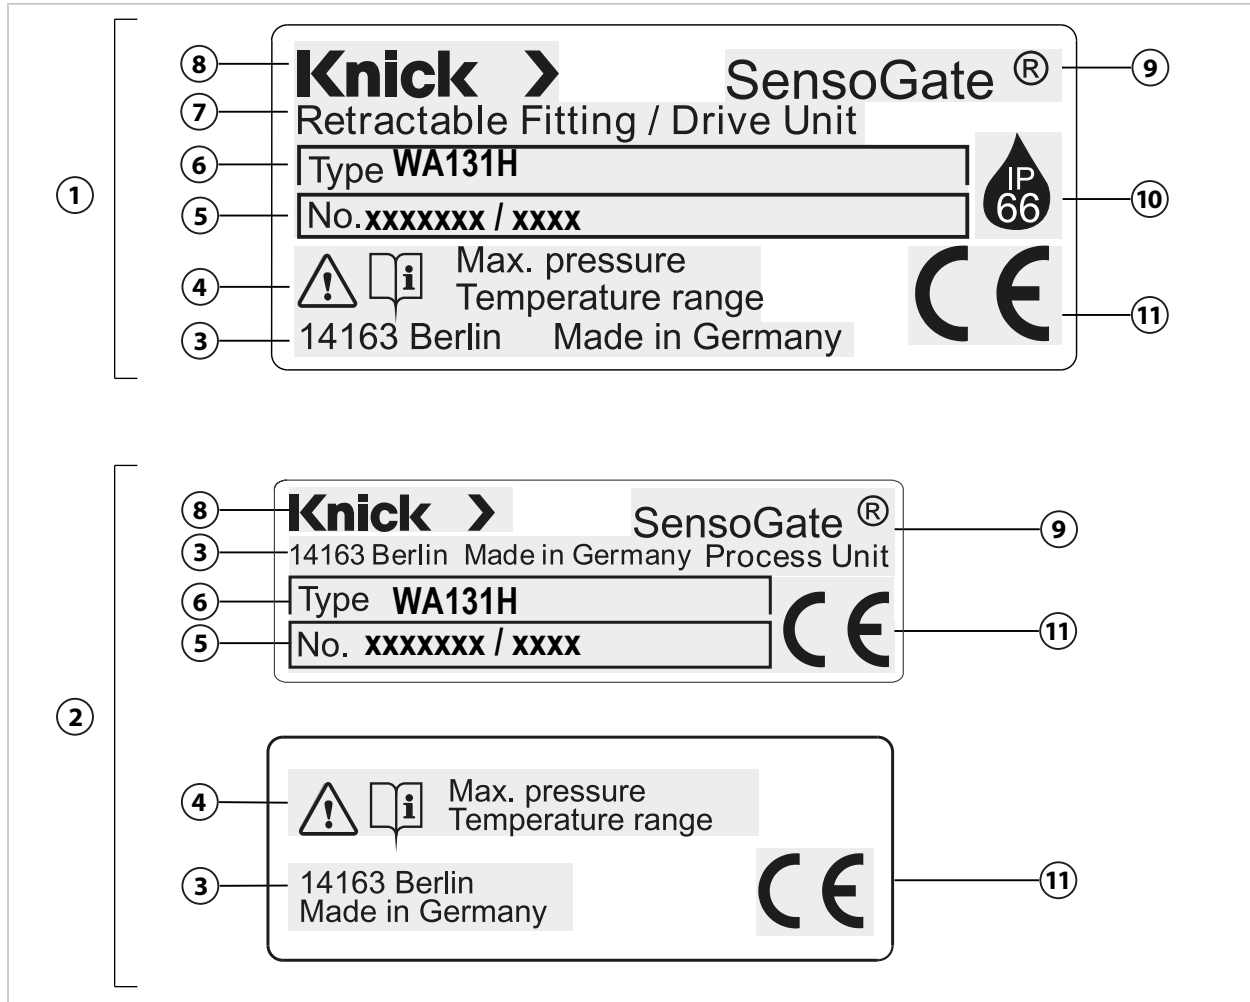 1
8
Knick >
SensoGate ®
9
7
Retractable Fitting / Drive Unit
6
Type WA131H
IP
66
10
5
No. xxxxxxx / xxxx
4
! i Max. pressure
Temperature range
CE
11
3
14163 Berlin Made in Germany
2
8
Knick >
SensoGate ®
9
3
14163 Berlin Made in Germany Process Unit
6
Type WA131H
CE
11
5
No. xxxxxxx / xxxx
4
! i Max. pressure
Temperature range
3
14163 Berlin
Made in Germany
CE
11